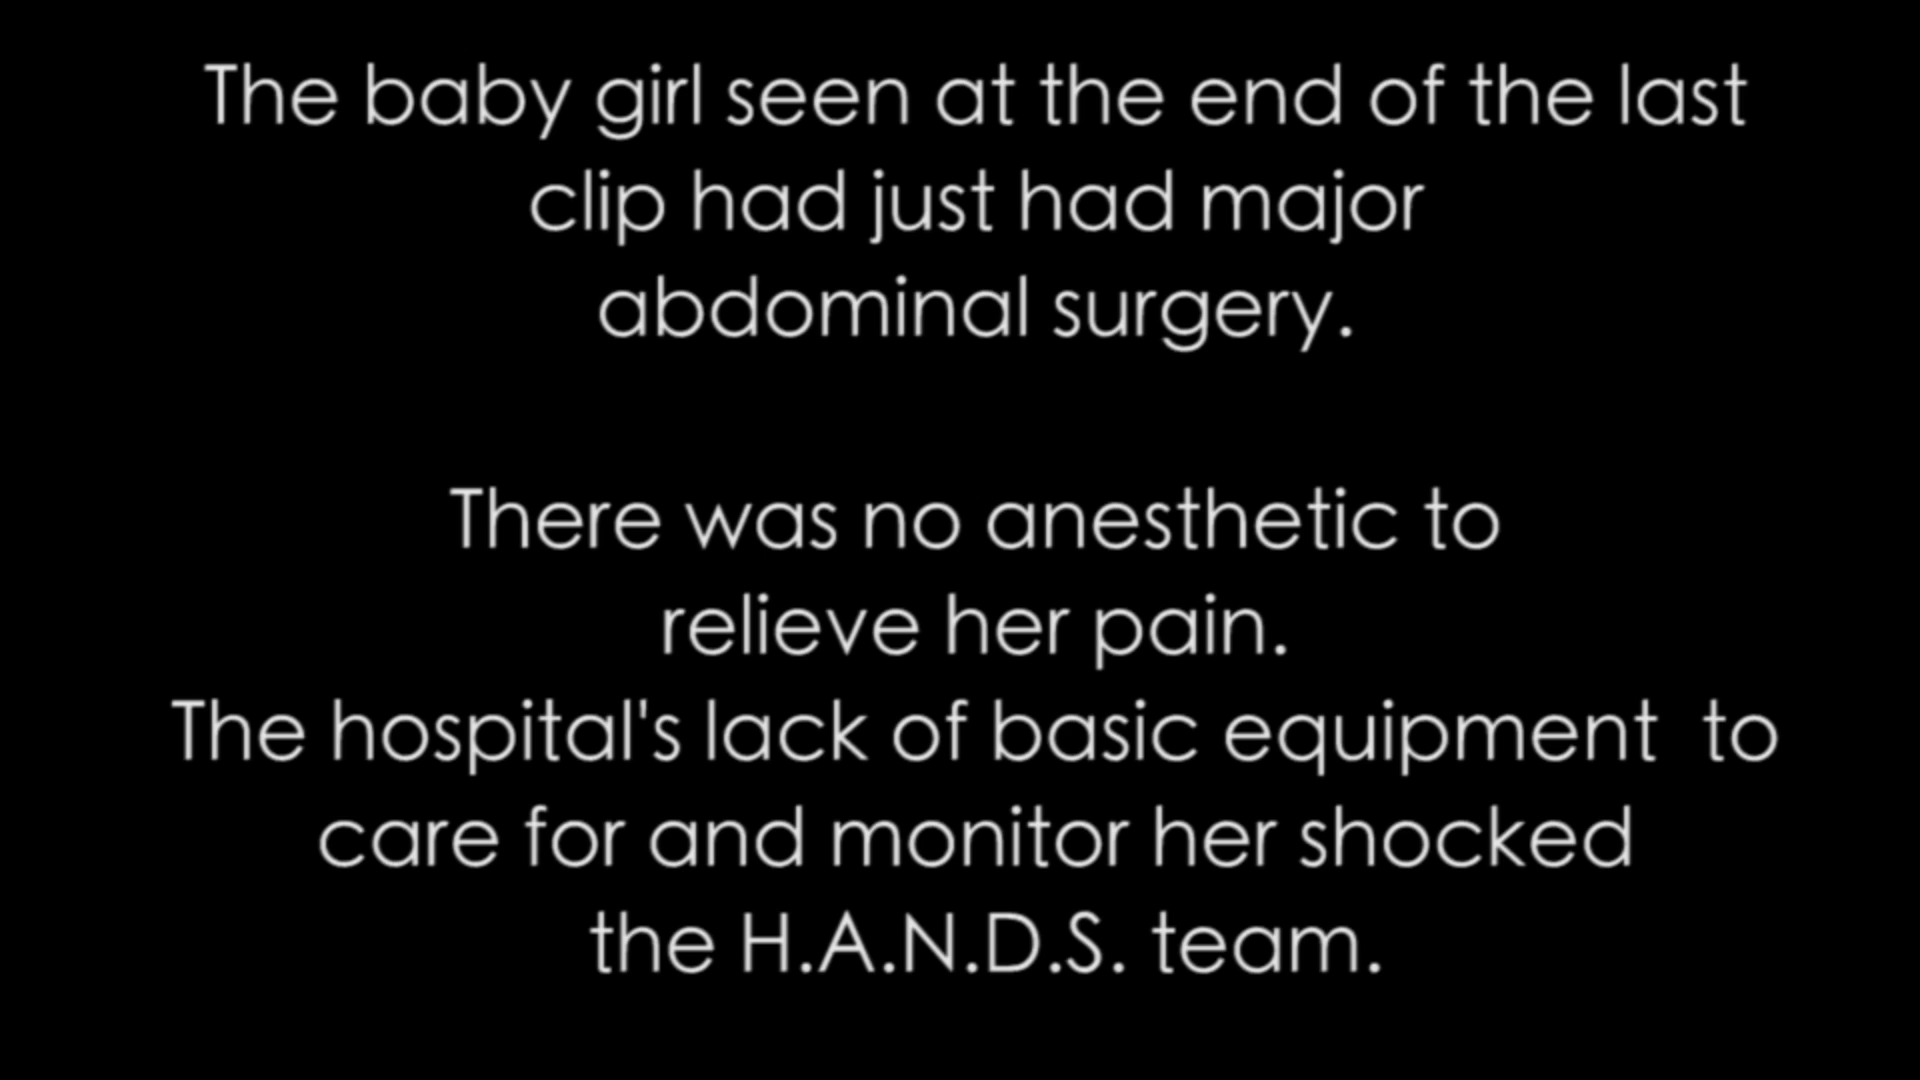 The baby girl seen at the end of the last
clip had just had major
abdominal surgery.
There was no anesthetic to
relieve her pain.
The hospital's lack of basic equipment  to
care for and monitor her shocked
the H.A.N.D.S. team.